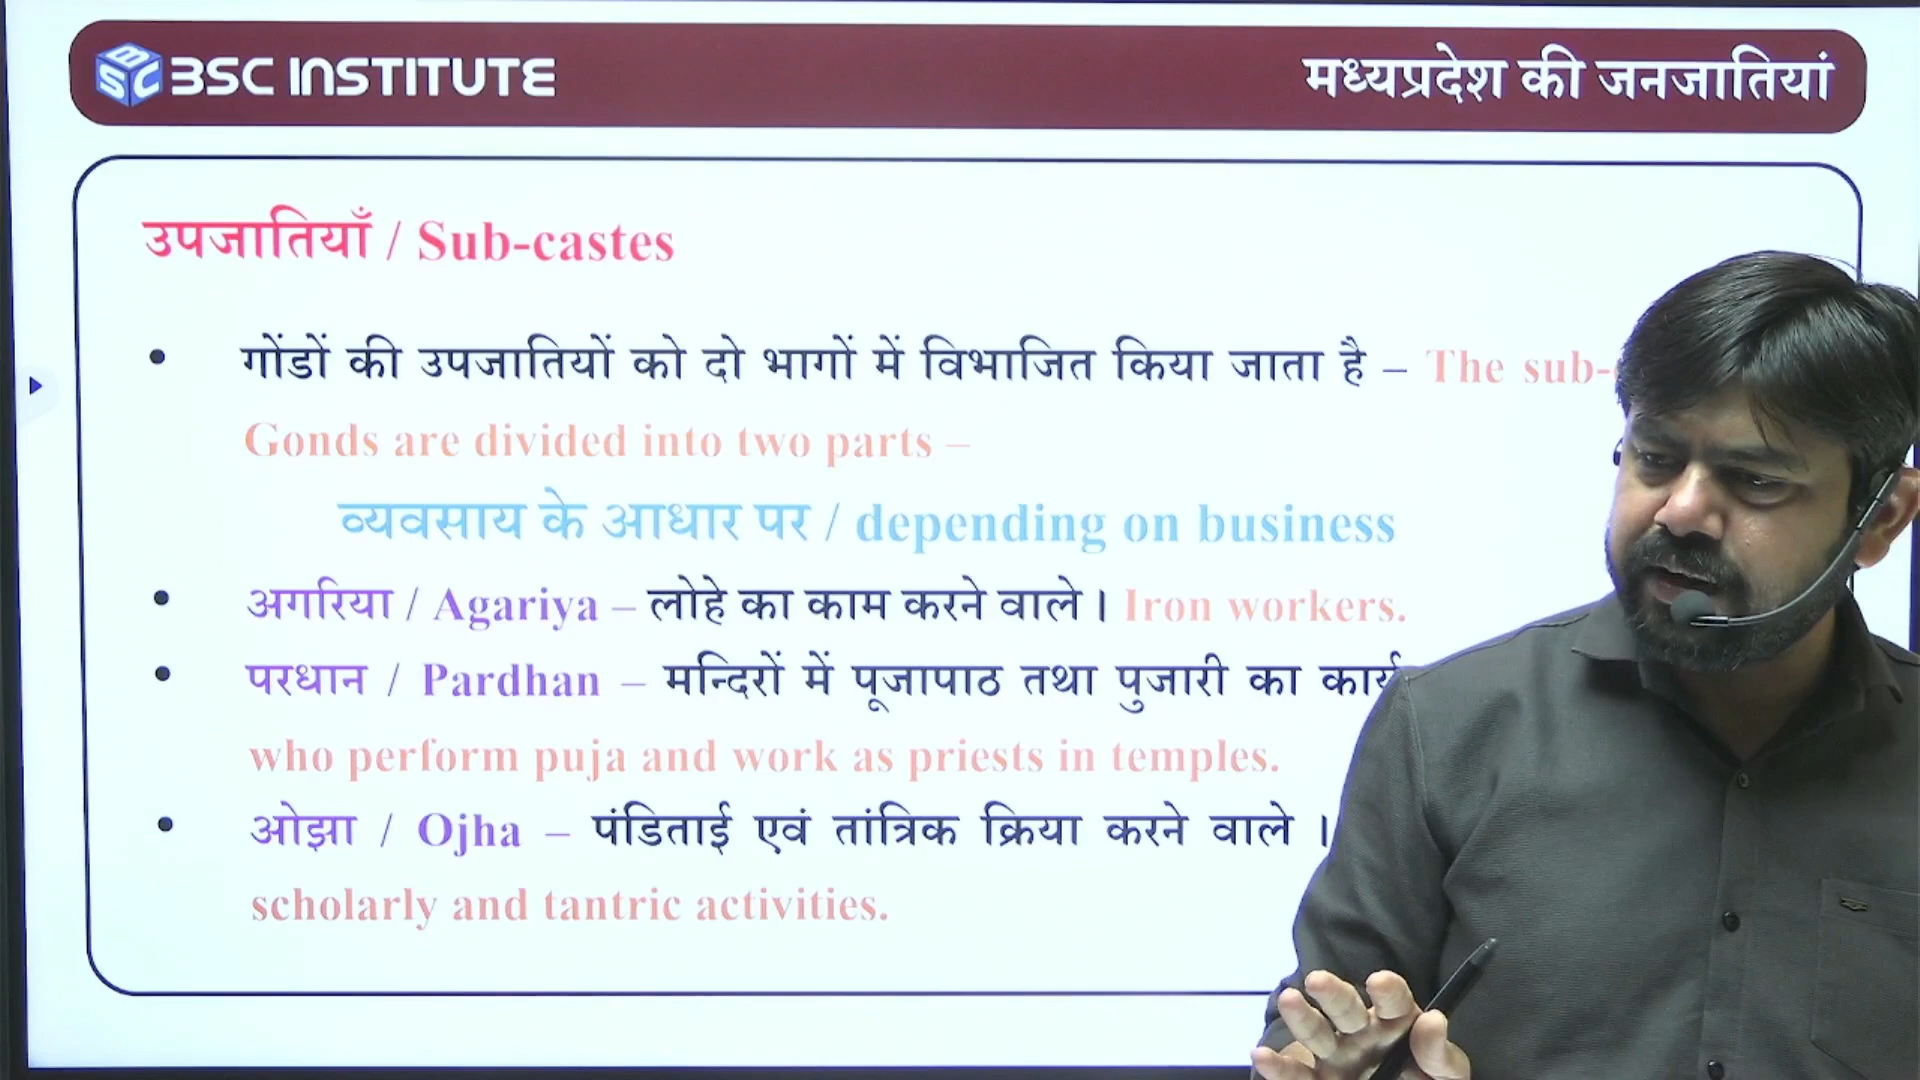 BSC INSTITUTE
मध्यप्रदेश की जनजातियां
उपजातियाँ / Sub-castes
• गोंडों की उपजातियों को दो भागों में विभाजित किया जाता है – The sub-
Gonds are divided into two parts –
व्यवसाय के आधार पर / depending on business
• अगरिया / Agariya – लोहे का काम करने वाले। Iron workers.
• परधान / Pardhan – मन्दिरों में पूजापाठ तथा पुजारी का कार्य
who perform puja and work as priests in temples.
• ओझा / Ojha – पंडिताई एवं तांत्रिक क्रिया करने वाले ।
scholarly and tantric activities.